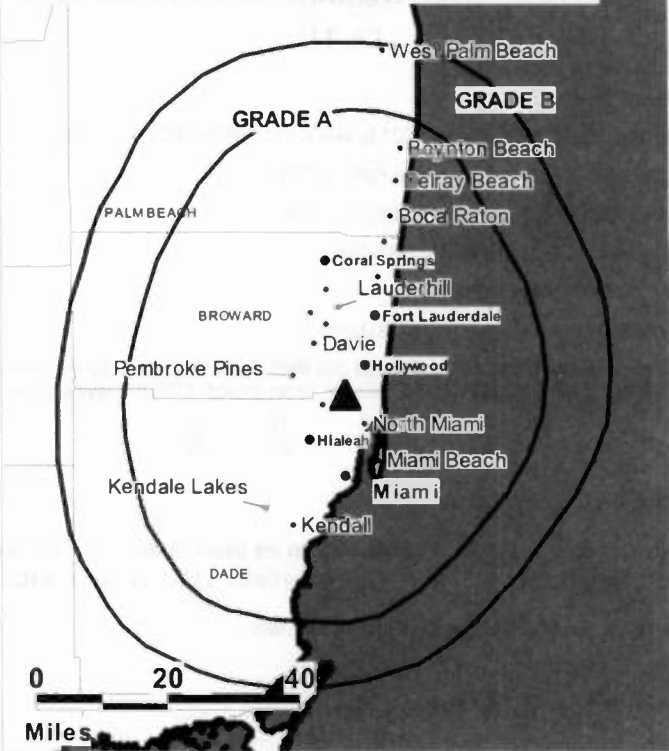 West Palm Beach
GRADE B
GRADE A
Boynton Beach
Delray Beach
PALM BEACH
Boca Raton
Coral Springs
Lauderhill
BROWARD
Fort Lauderdale
Davie
Pembroke Pines
Hollywood
North Miami
Hialeah
Miami Beach
Kendale Lakes
Miami
Kendall
DADE
0 20 40
Miles